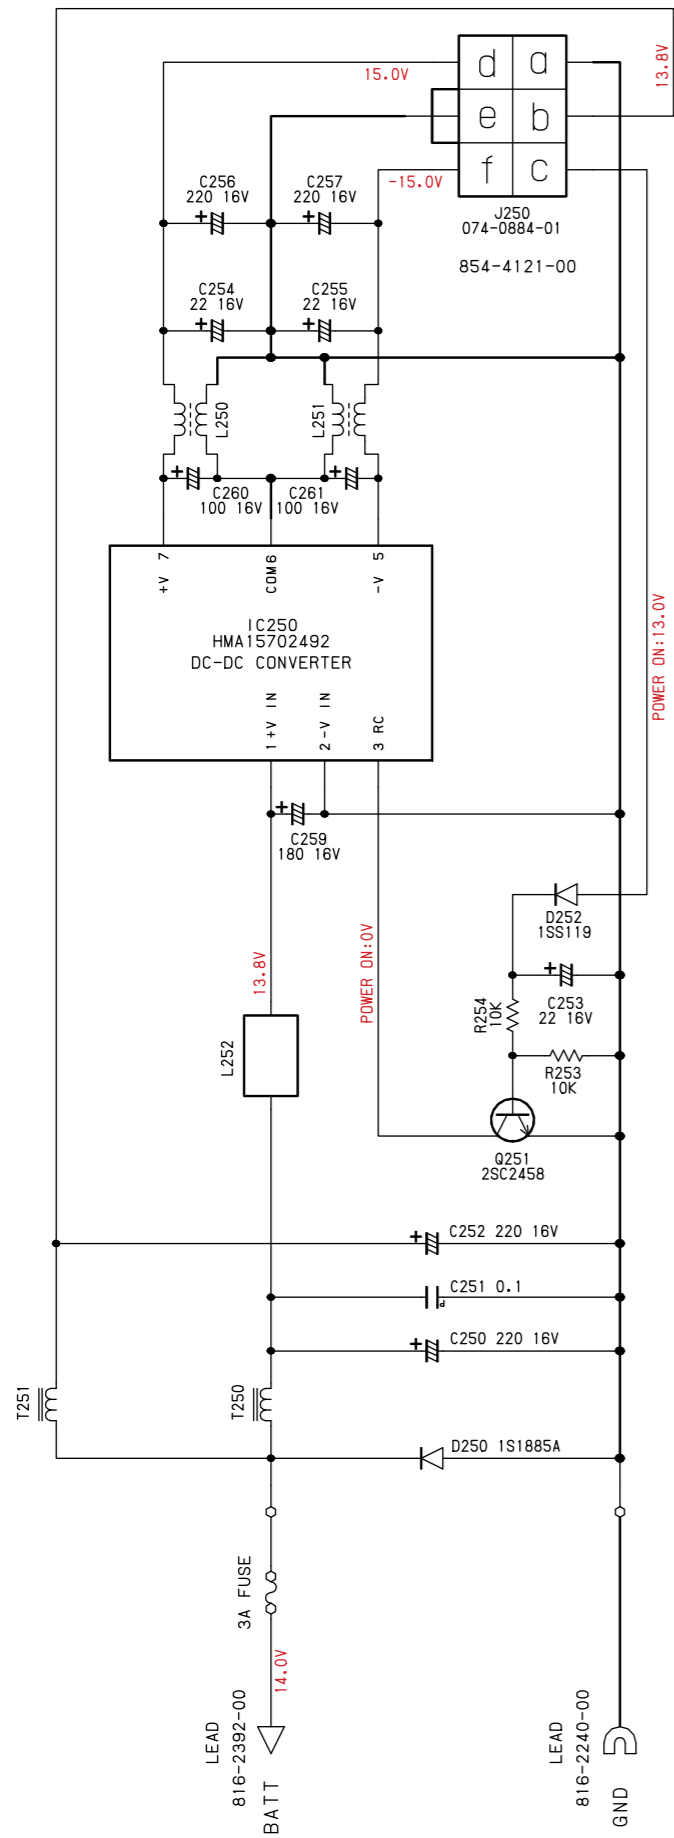 13.8V
15.0V
d a
e b
f c
-15.0V
J250
074-0884-01
854-4121-00
C256
220 16V
C257
220 16V
C254
22 16V
C255
22 16V
L250
L251
C260
100 16V
C261
100 16V
+V 7
COM6
-V 5
IC250
HMA15702492
DC-DC CONVERTER
1 +V IN
2 -V IN
3 RC
POWER ON:13.0V
C259
180 16V
D252
1SS119
13.8V
POWER ON:0V
R254
10K
C253
22 16V
L252
R253
10K
Q251
2SC2458
C252 220 16V
C251 0.1
P
C250 220 16V
T251
T250
D250 1S1885A
3A FUSE
14.0V
LEAD
816-2392-00
BATT
LEAD
816-2240-00
GND